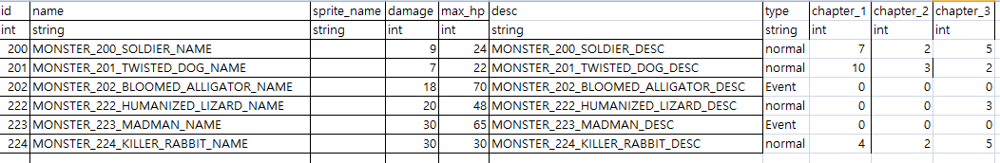 id name sprite_name damage max_hp desc type chapter_1 chapter_2 chapter_3
int string string int int string string int int int
200 MONSTER_200_SOLDIER_NAME 9 24 MONSTER_200_SOLDIER_DESC normal 7 2 5
201 MONSTER_201_TWISTED_DOG_NAME 7 22 MONSTER_201_TWISTED_DOG_DESC normal 10 3 2
202 MONSTER_202_BLOOMED_ALLIGATOR_NAME 18 70 MONSTER_202_BLOOMED_ALLIGATOR_DESC Event 0 0 0
222 MONSTER_222_HUMANIZED_LIZARD_NAME 20 48 MONSTER_222_HUMANIZED_LIZARD_DESC normal 0 0 3
223 MONSTER_223_MADMAN_NAME 30 65 MONSTER_223_MADMAN_DESC Event 0 0 0
224 MONSTER_224_KILLER_RABBIT_NAME 30 30 MONSTER_224_KILLER_RABBIT_DESC normal 4 2 5